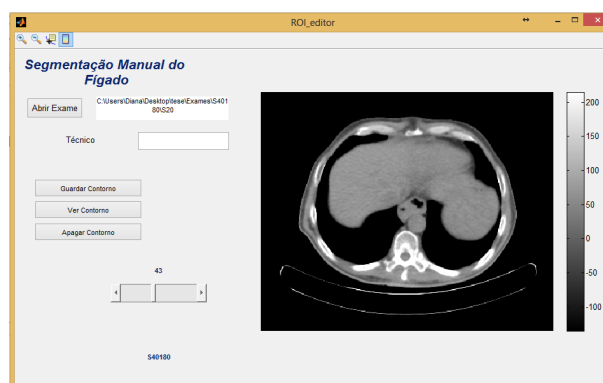 ROI_editor
Segmentação Manual do
Fígado
Abrir Exame
C:\Users\Diana\Desktop\tese\Exames\S401
80\S20
Técnico
Guardar Contorno
Ver Contorno
Apagar Contorno
43
S40180
200
150
100
50
0
-50
-100